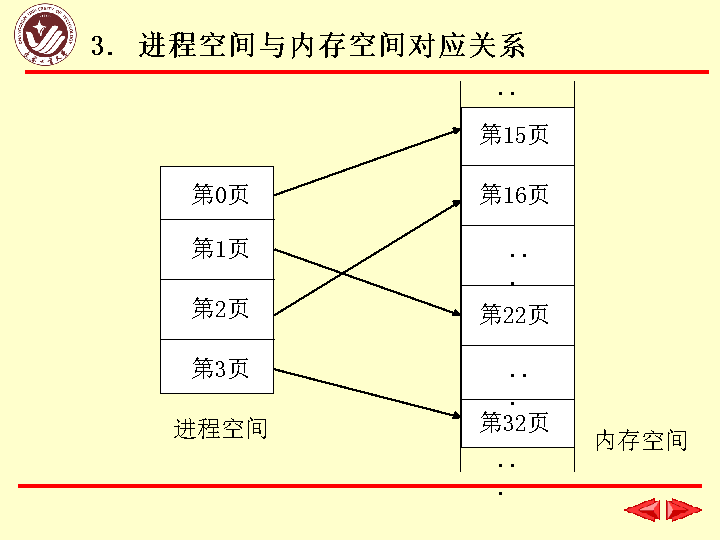 3. 进程空间与内存空间对应关系
..
第15页
第0页
第16页
第1页
...
第2页
第22页
第3页
...
第32页
进程空间
内存空间
...